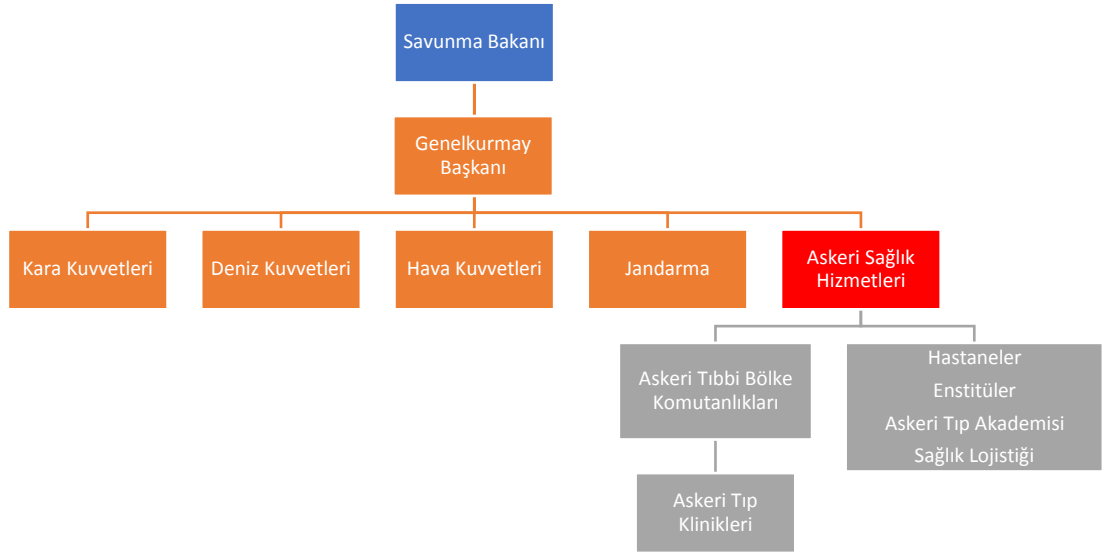 Savunma Bakanı
Genelkurmay
Başkanı
Kara Kuvvetleri
Deniz Kuvvetleri
Hava Kuvvetleri
Jandarma
Askeri Sağlık
Hizmetleri
Askeri Tıbbi Bölke
Komutanlıkları
Hastaneler
Enstitüler
Askeri Tıp Akademisi
Sağlık Lojistiği
Askeri Tıp
Klinikleri